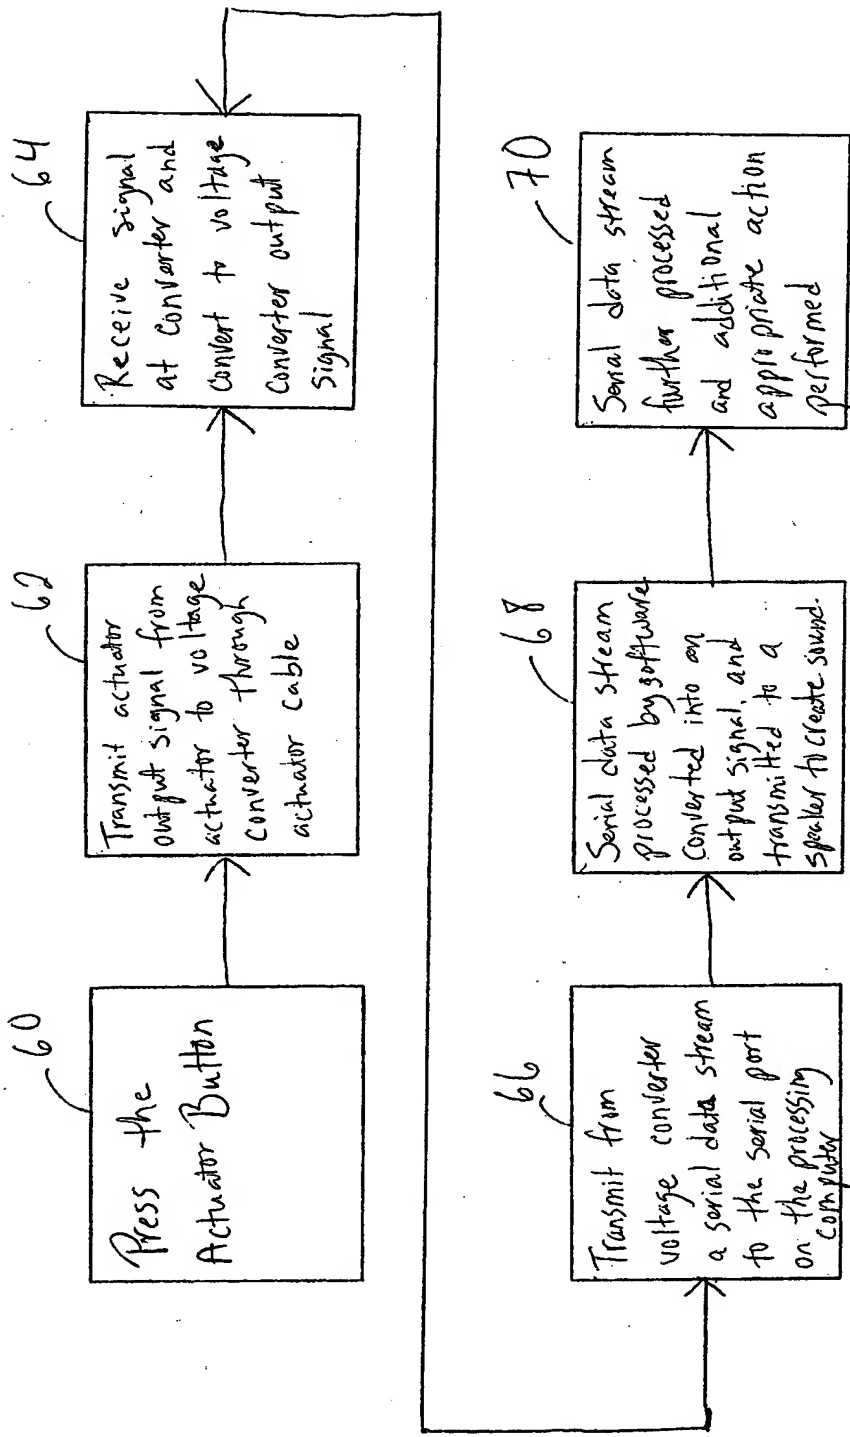 60
Press the
Actuator Button
62
Transmit actuator
output signal from
actuator to voltage
converter through
actuator cable
64
Receive signal
at converter and
convert to voltage
converter output
signal
66
Transmit from
voltage converter
a serial data stream
to the serial port
on the processing
computer
68
Serial data stream
processed by software
converted into an
output signal, and
transmitted to a
speaker to create sound.
70
Serial data stream
further processed
and additional
appropriate action
performed